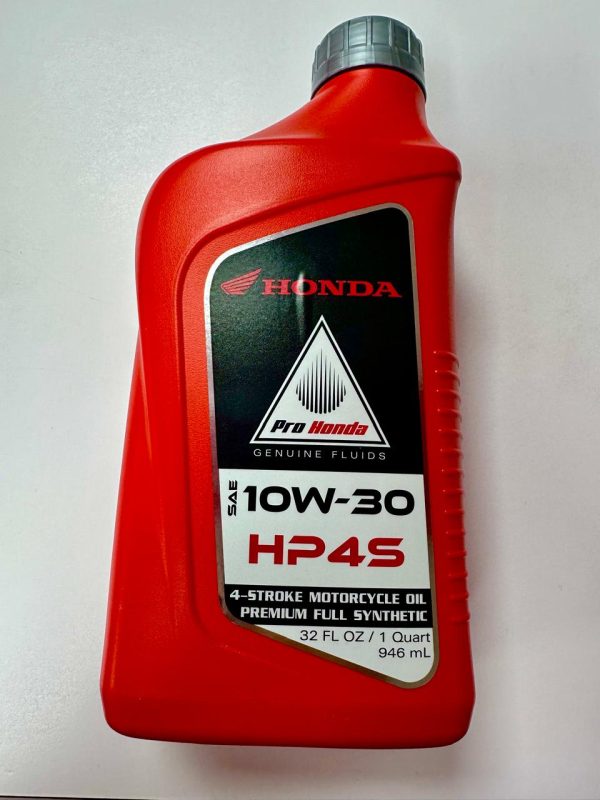 HONDA
Pro Honda
GENUINE FLUIDS
SAE 10W-30
HP4S
4-STROKE MOTORCYCLE OIL
PREMIUM FULL SYNTHETIC
32 FL OZ / 1 Quart
946 mL